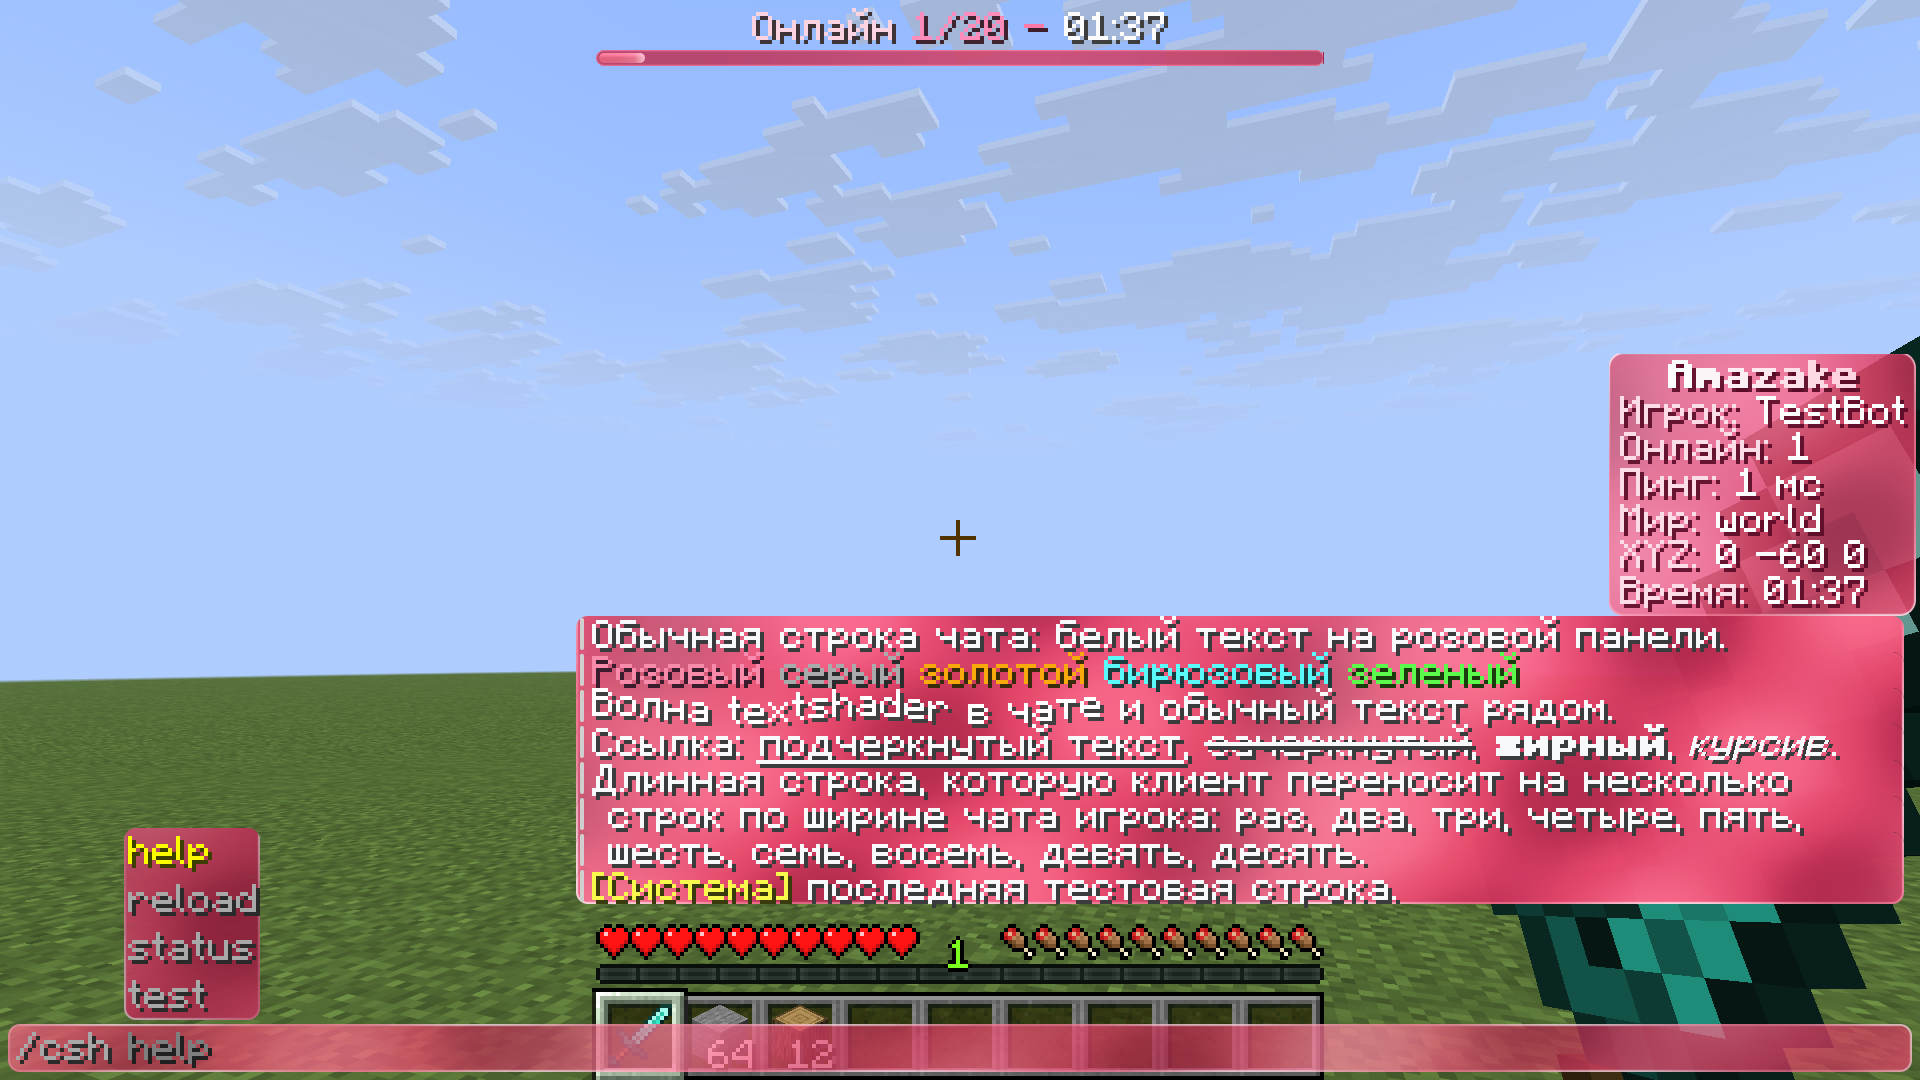 Онлайн 1/20 - 01:37
Amazake
Игрок: TestBot
Онлайн: 1
Пинг: 1 мс
Мир: world
XYZ: 0 -60 0
Время: 01:37
Обычная строка чата: белый текст на розовой панели.
Розовый серый золотой бирюзовый зеленый
Волна textshader в чате и обычный текст рядом.
Ссылка: подчеркнутый текст, зачеркнутый, жирный, курсив.
Длинная строка, которую клиент переносит на несколько
строк по ширине чата игрока: раз, два, три, четыре, пять,
шесть, семь, восемь, девять, десять.
[Система] последняя тестовая строка.
help
reload
status
test
1
64 12
/csh help